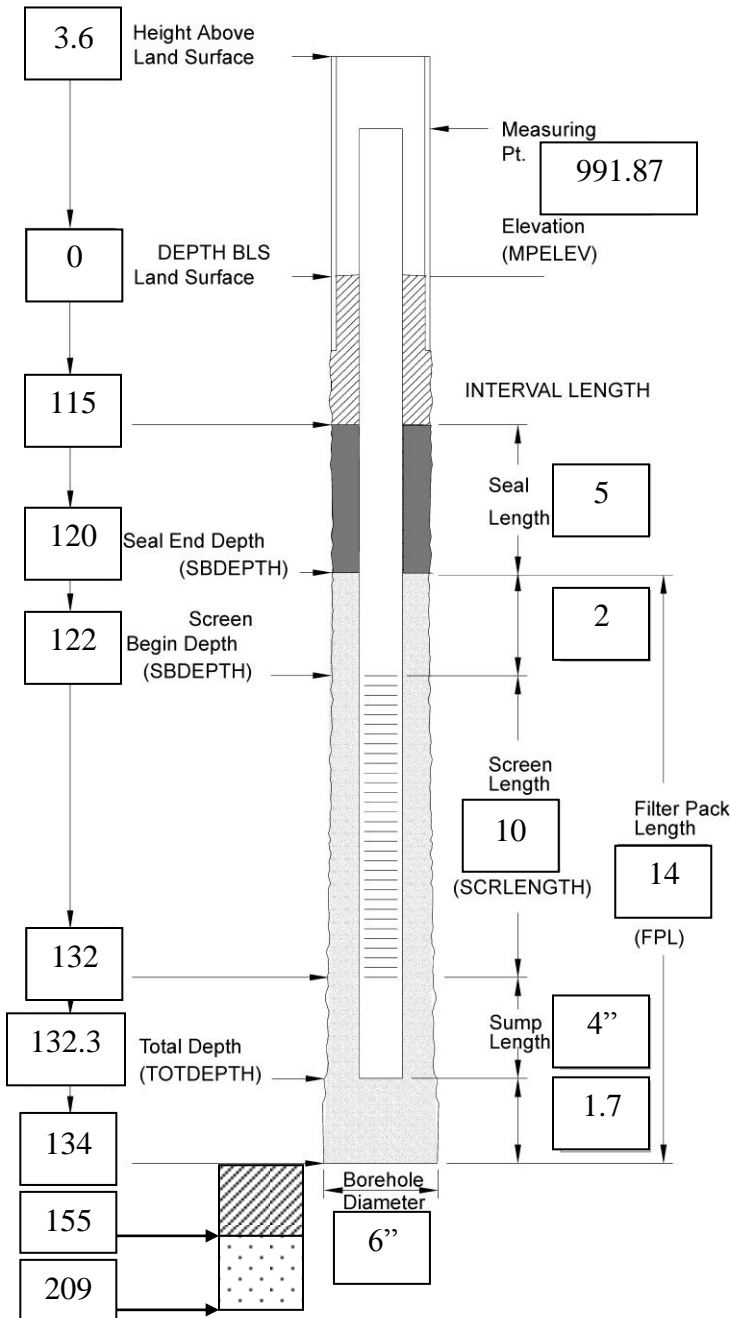 3.6
Height Above
Land Surface
Measuring
Pt.
991.87
Elevation
(MPELEV)
0
DEPTH BLS
Land Surface
115
INTERVAL LENGTH
Seal
Length
5
120
Seal End Depth
(SBDEPTH)
2
122
Screen
Begin Depth
(SBDEPTH)
Screen
Length
10
(SCRLENGTH)
Filter Pack
Length
14
(FPL)
132
132.3
Total Depth
(TOTDEPTH)
Sump
Length
4”
1.7
134
155
209
Borehole
Diameter
6”